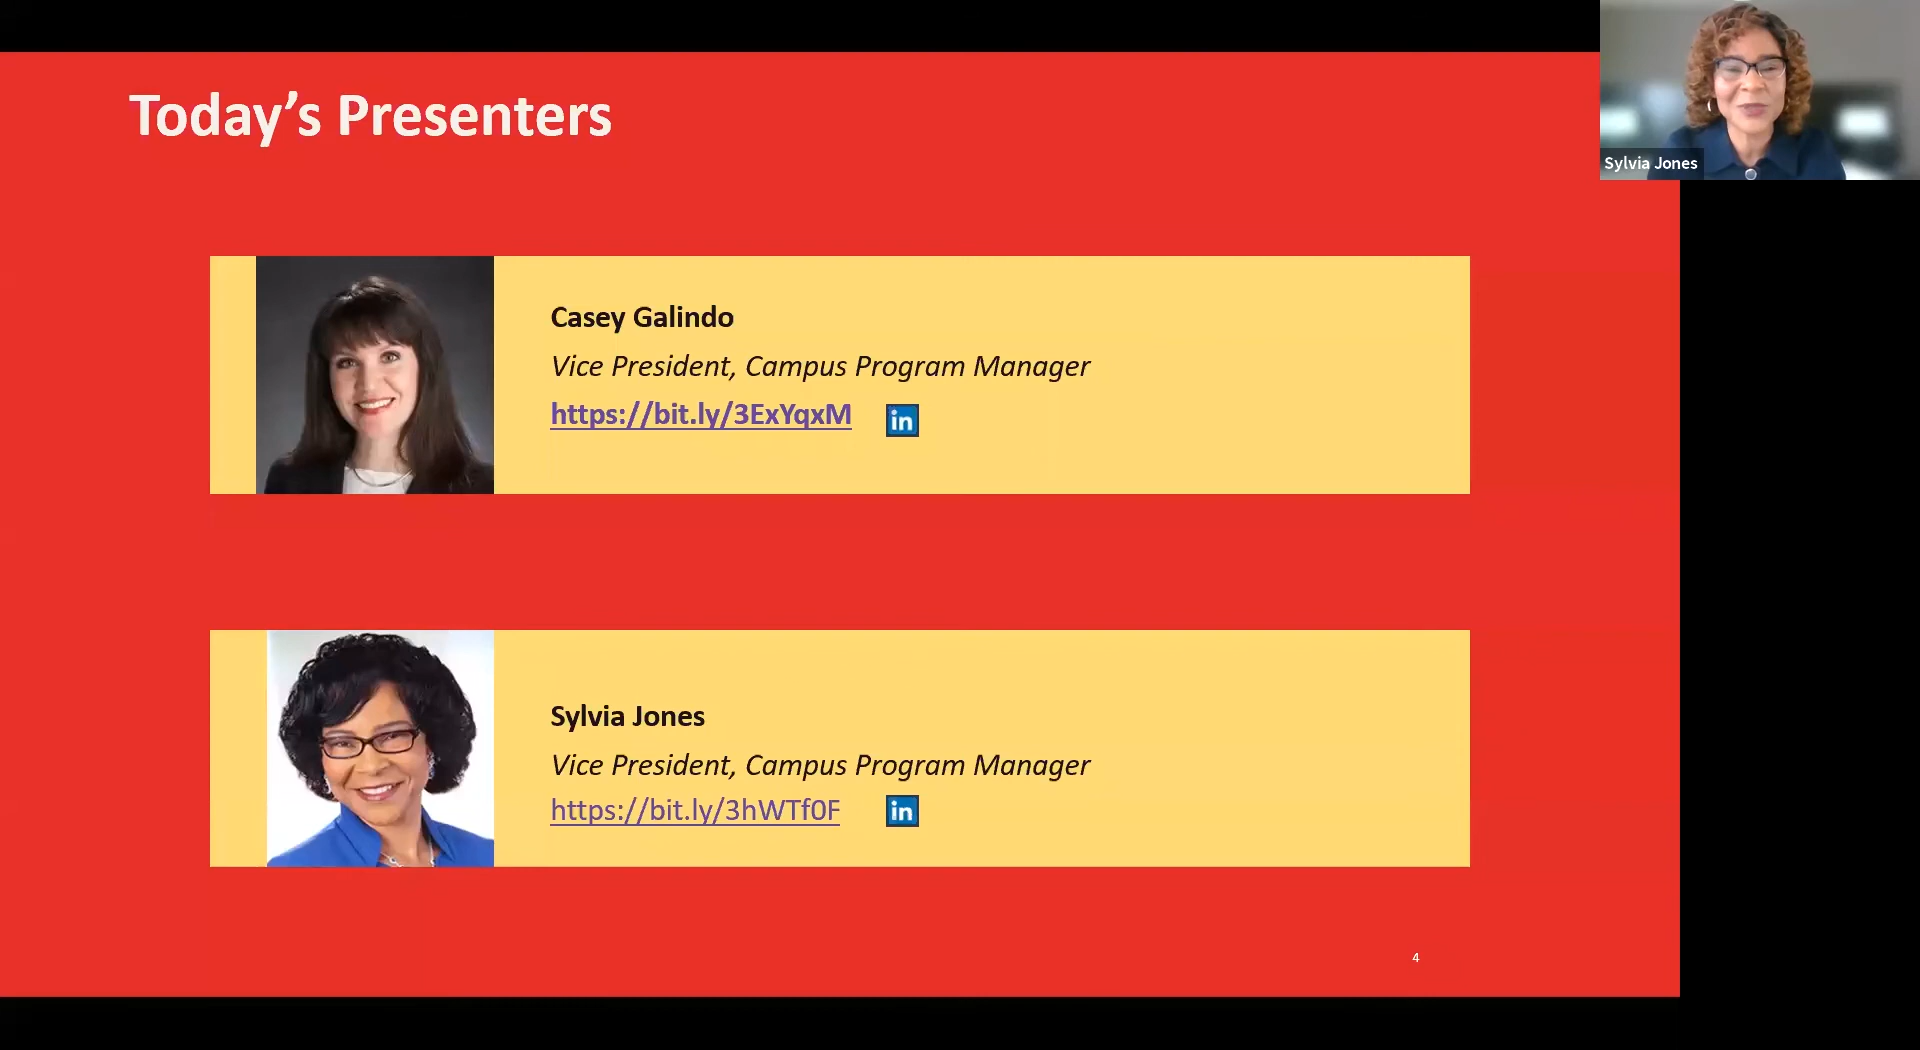 Today's Presenters
Sylvia Jones
Casey Galindo
Vice President, Campus Program Manager
https://bit.ly/3ExYqxM in
Sylvia Jones
Vice President, Campus Program Manager
https://bit.ly/3hWTf0F in
4